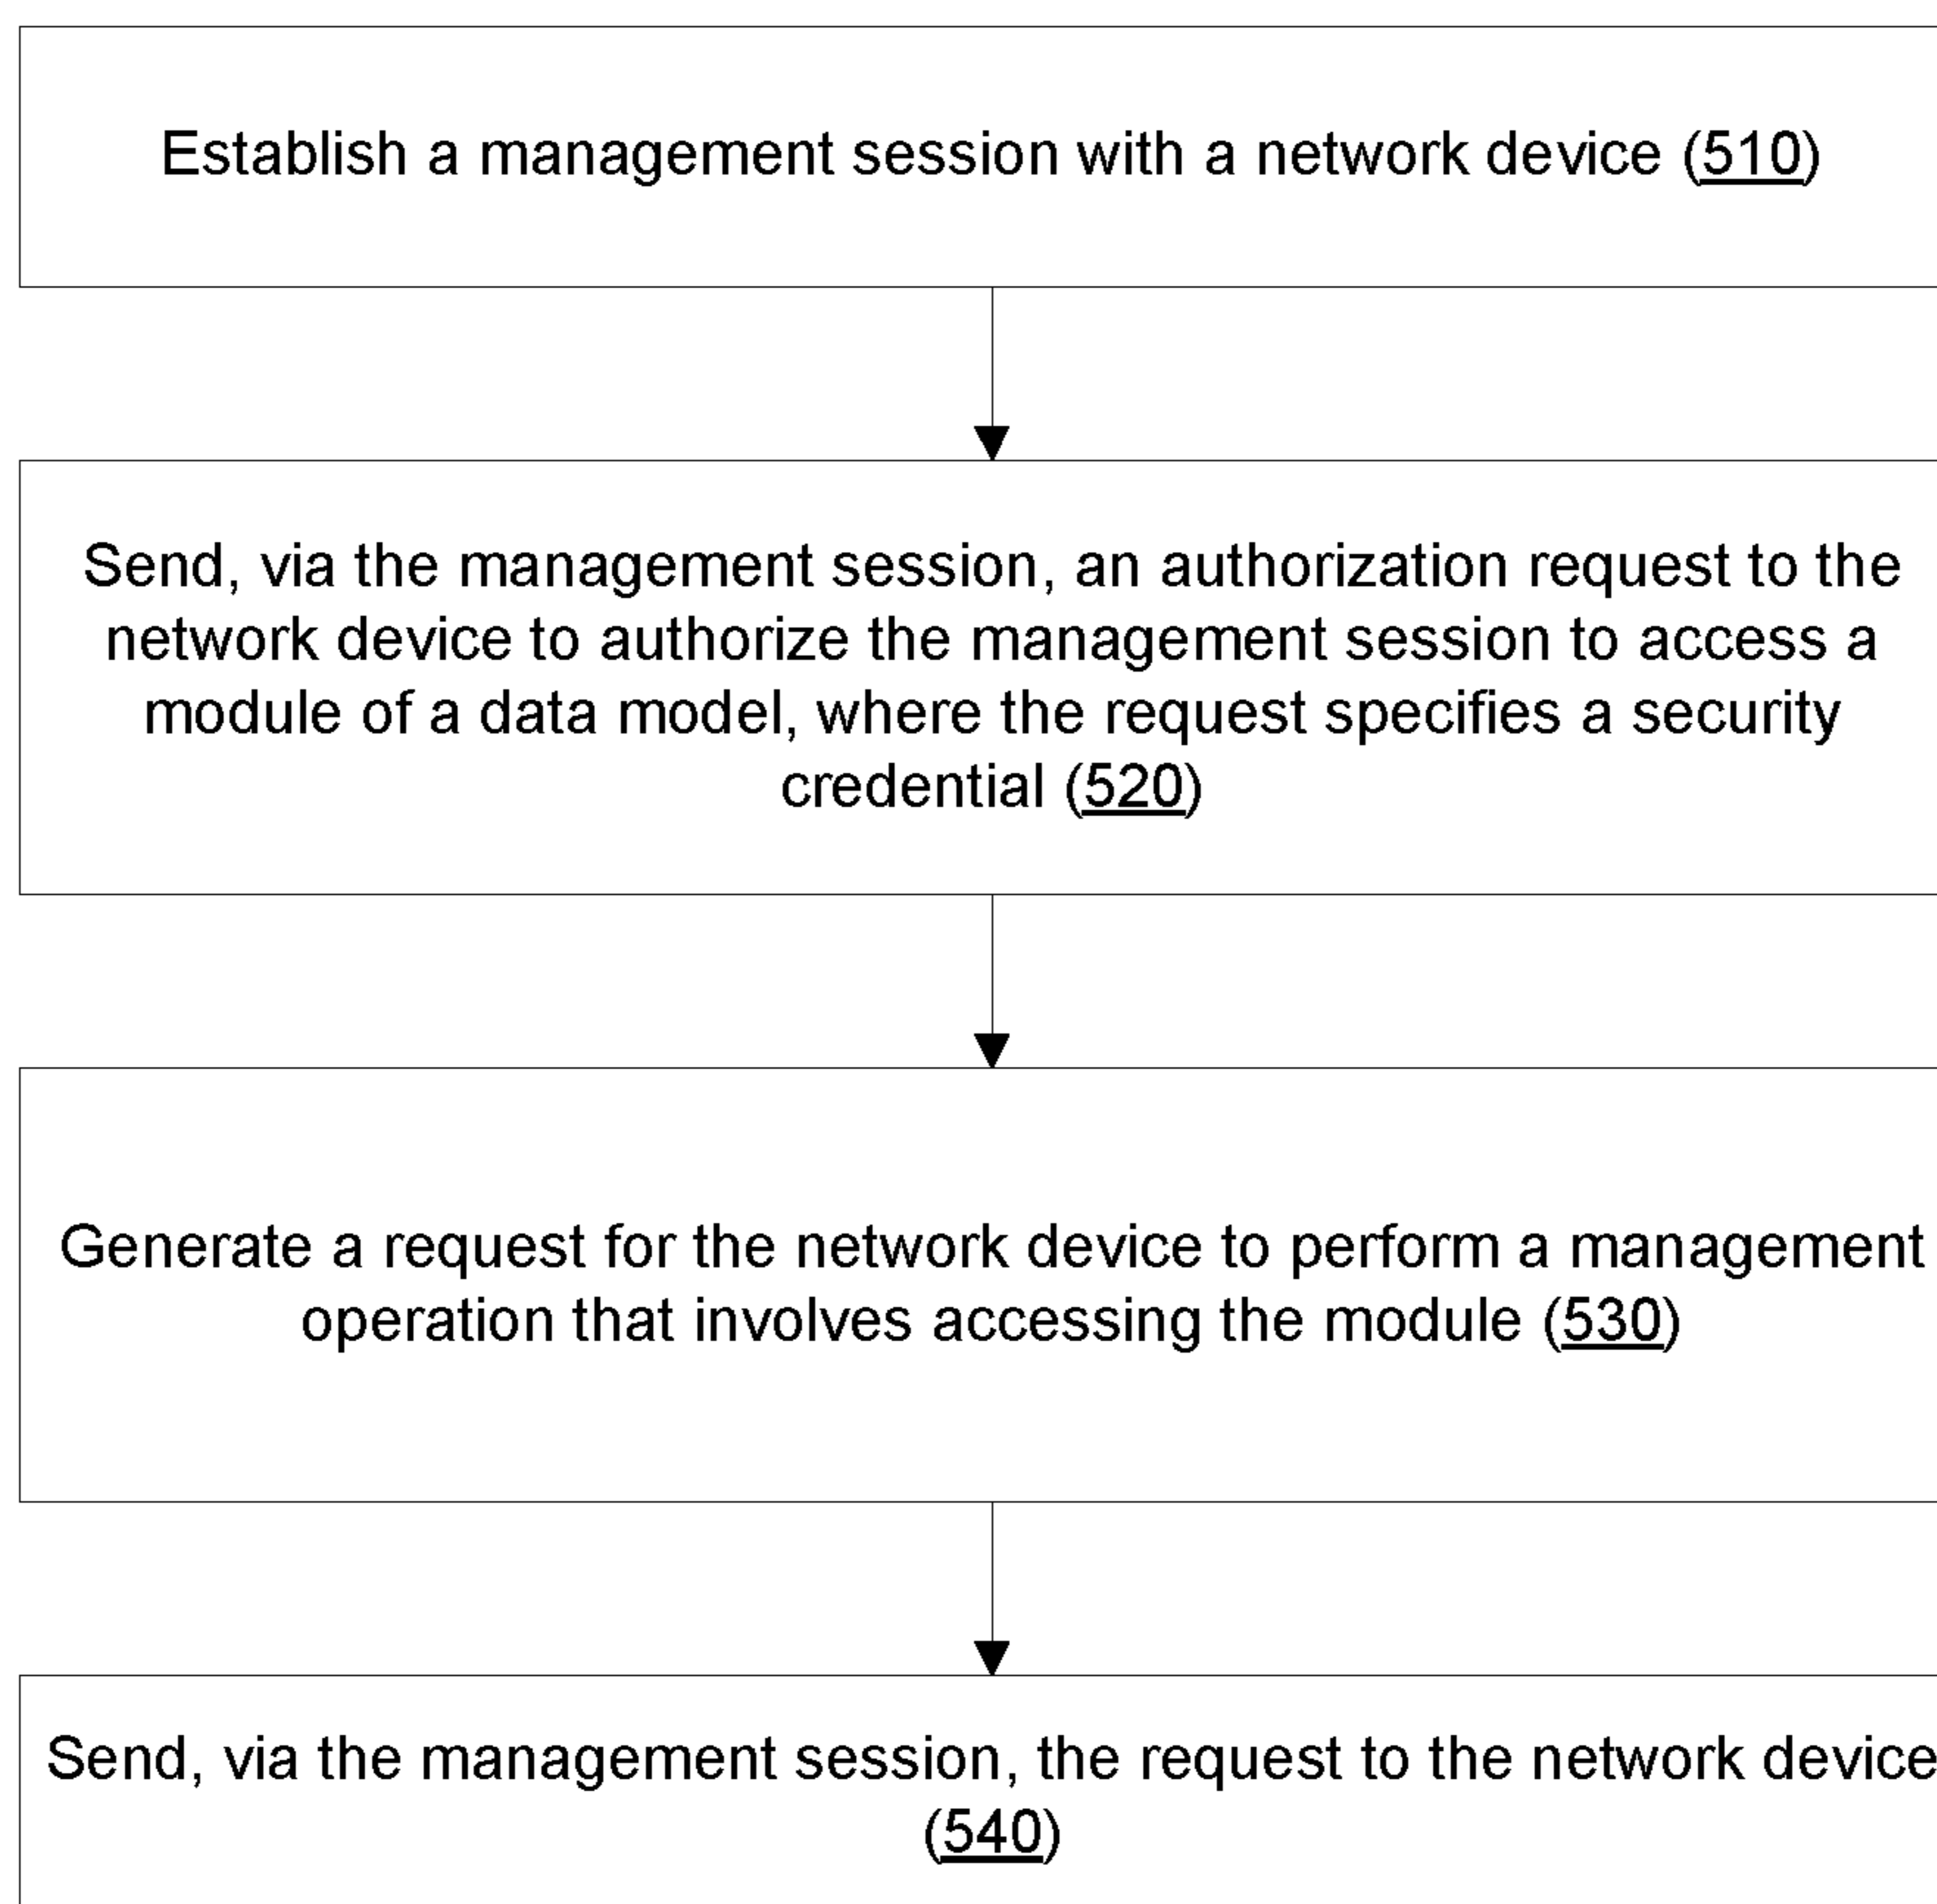 Establish a management session with a network device (510)
Send, via the management session, an authorization request to the
network device to authorize the management session to access a
module of a data model, where the request specifies a security
credential (520)
Generate a request for the network device to perform a management
operation that involves accessing the module (530)
Send, via the management session, the request to the network device
(540)